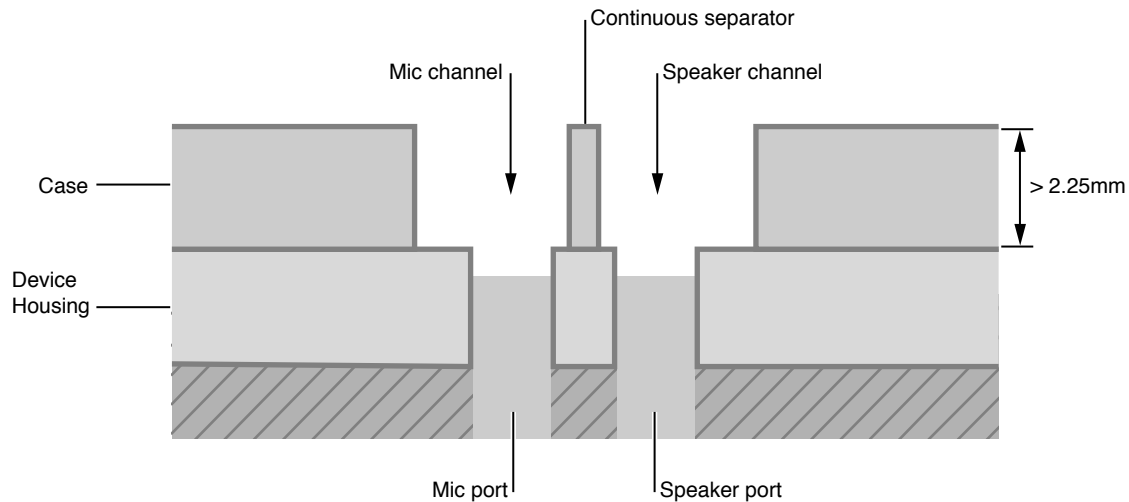 Continuous separator
Mic channel
Speaker channel
Case
> 2.25mm
Device
Housing
Mic port
Speaker port